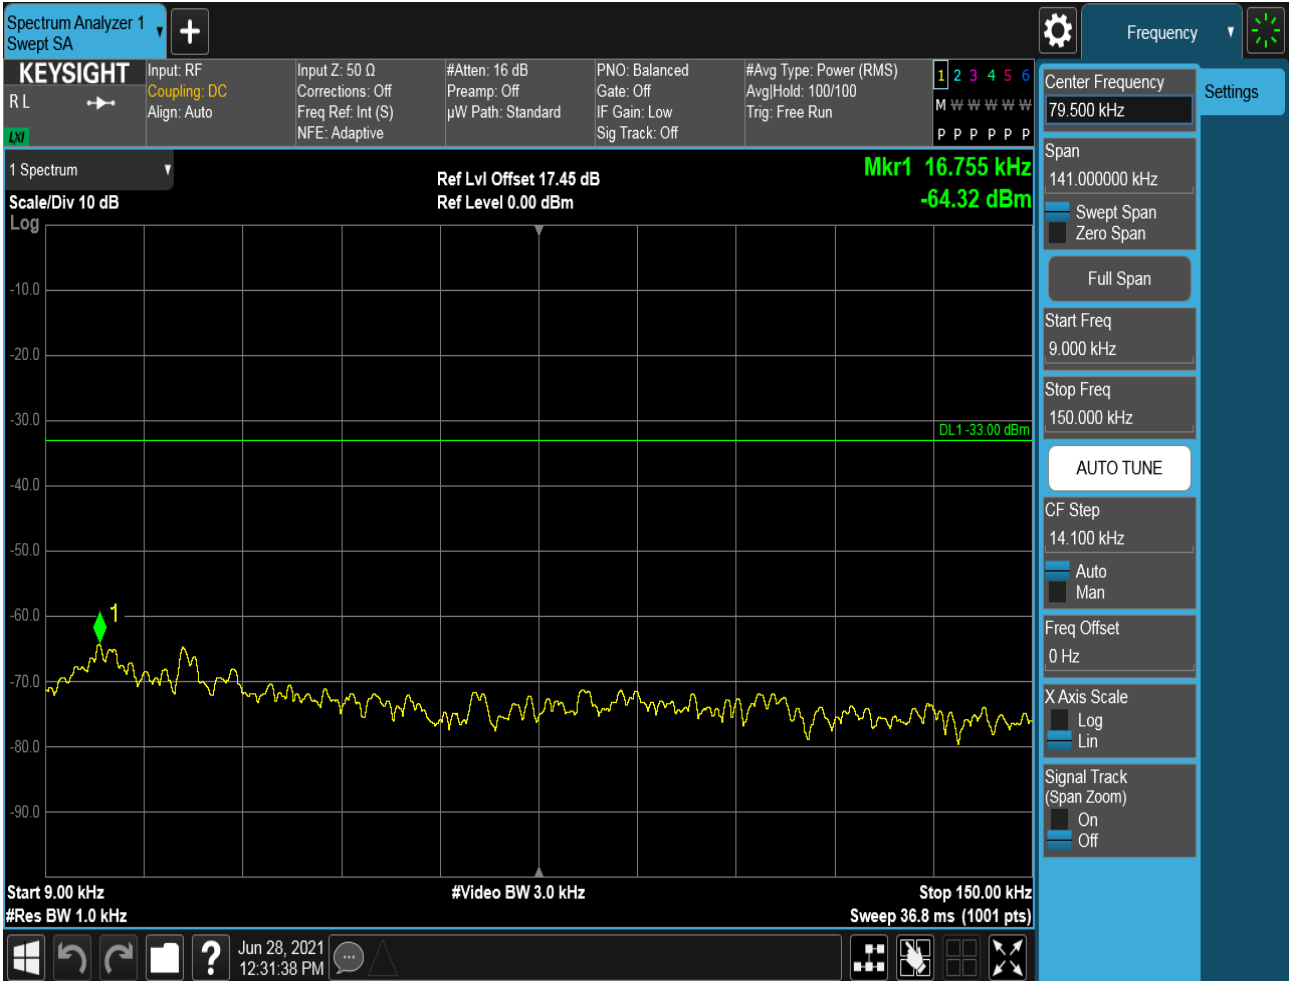 Spectrum Analyzer 1
Swept SA
Frequency
KEYSIGHT
R L
LXI
Input: RF
Coupling: DC
Align: Auto
Input Z: 50 Ω
Corrections: Off
Freq Ref: Int (S)
NFE: Adaptive
#Atten: 16 dB
Preamp: Off
µW Path: Standard
PNO: Balanced
Gate: Off
IF Gain: Low
Sig Track: Off
#Avg Type: Power (RMS)
Avg|Hold: 100/100
Trig: Free Run
1 2 3 4 5 6
M W W W W W
P P P P P P
1 Spectrum
Scale/Div 10 dB
Log
Ref Lvl Offset 17.45 dB
Ref Level 0.00 dBm
Mkr1 16.755 kHz
-64.32 dBm
-10.0
-20.0
-30.0
DL1 -33.00 dBm
-40.0
-50.0
-60.0
1
-70.0
-80.0
-90.0
Start 9.00 kHz
#Res BW 1.0 kHz
#Video BW 3.0 kHz
Stop 150.00 kHz
Sweep 36.8 ms (1001 pts)
Jun 28, 2021
12:31:38 PM
Center Frequency
79.500 kHz
Span
141.000000 kHz
Swept Span
Zero Span
Full Span
Start Freq
9.000 kHz
Stop Freq
150.000 kHz
AUTO TUNE
CF Step
14.100 kHz
Auto
Man
Freq Offset
0 Hz
X Axis Scale
Log
Lin
Signal Track
(Span Zoom)
On
Off
Settings